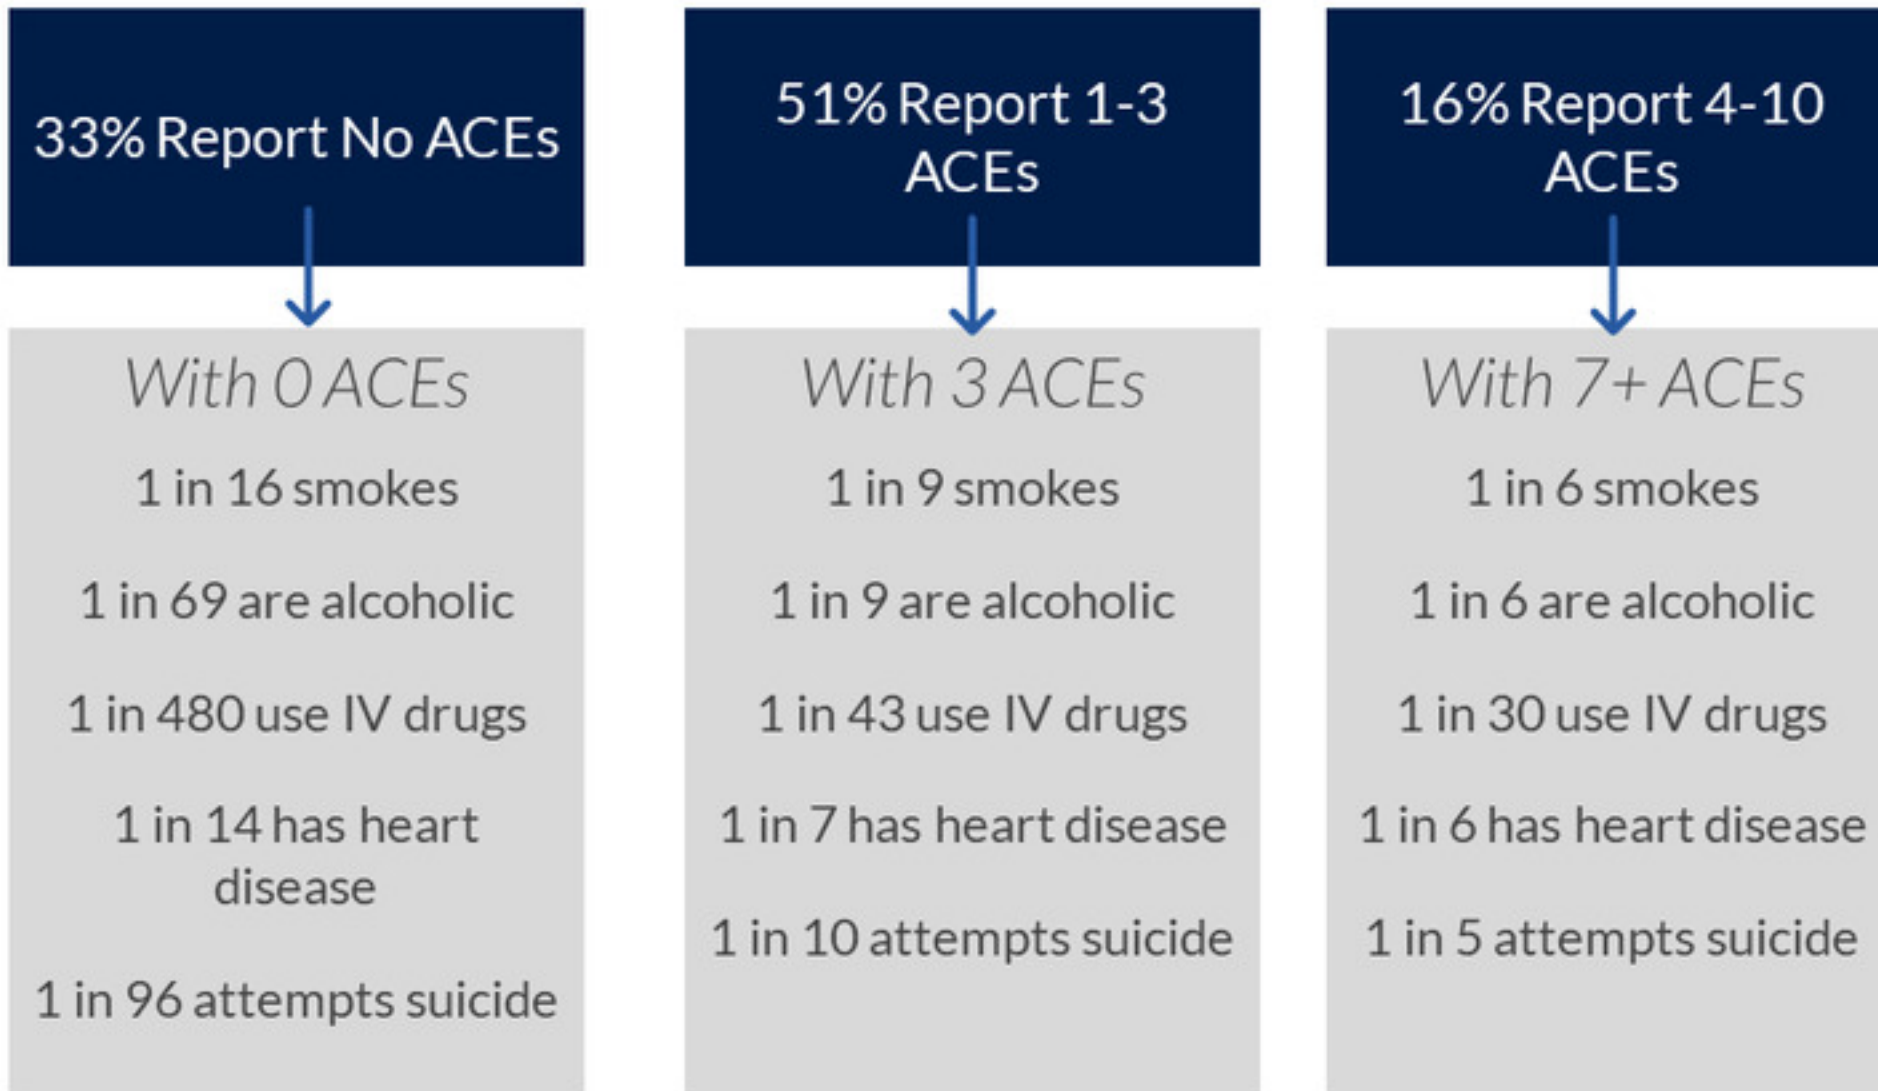 33% Report No ACEs
With 0 ACEs
1 in 16 smokes
1 in 69 are alcoholic
1 in 480 use IV drugs
1 in 14 has heart
disease
1 in 96 attempts suicide
51% Report 1-3
ACEs
With 3 ACEs
1 in 9 smokes
1 in 9 are alcoholic
1 in 43 use IV drugs
1 in 7 has heart disease
1 in 10 attempts suicide
16% Report 4-10
ACEs
With 7+ ACEs
1 in 6 smokes
1 in 6 are alcoholic
1 in 30 use IV drugs
1 in 6 has heart disease
1 in 5 attempts suicide